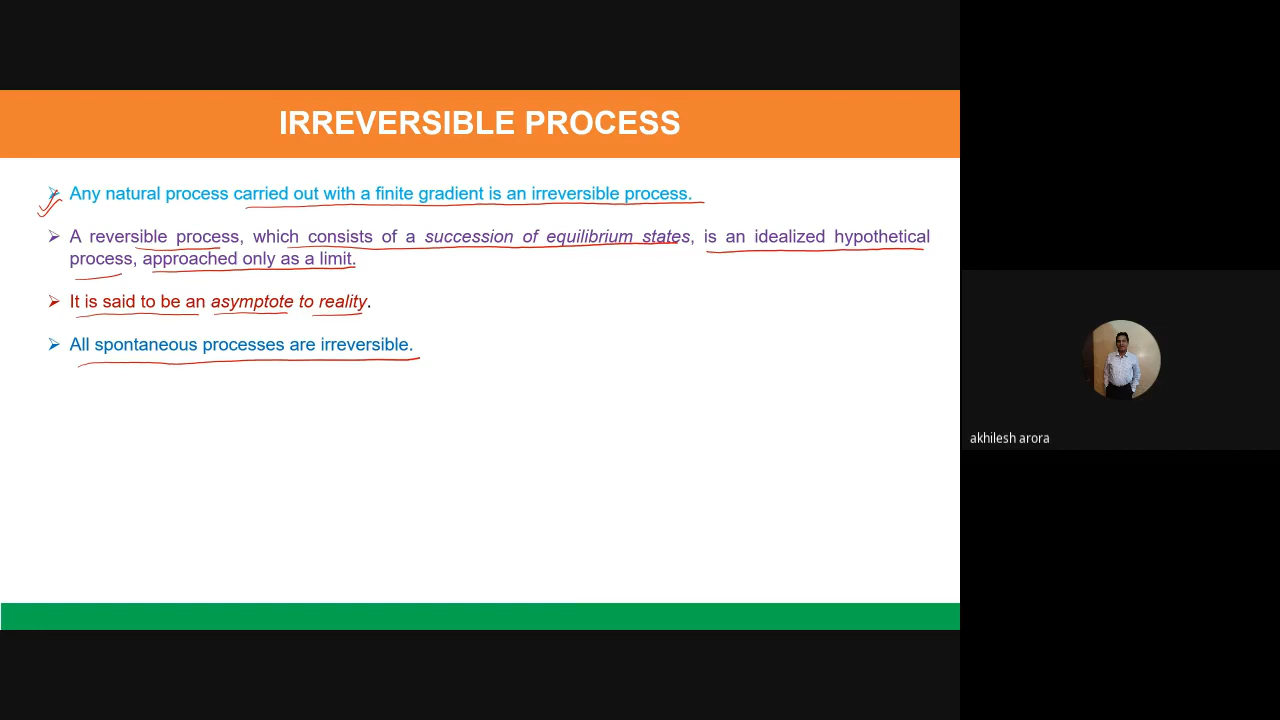 IRREVERSIBLE PROCESS
Any natural process carried out with a finite gradient is an irreversible process.
A reversible process, which consists of a succession of equilibrium states, is an idealized hypothetical
process, approached only as a limit.
It is said to be an asymptote to reality.
All spontaneous processes are irreversible.
akhilesh arora